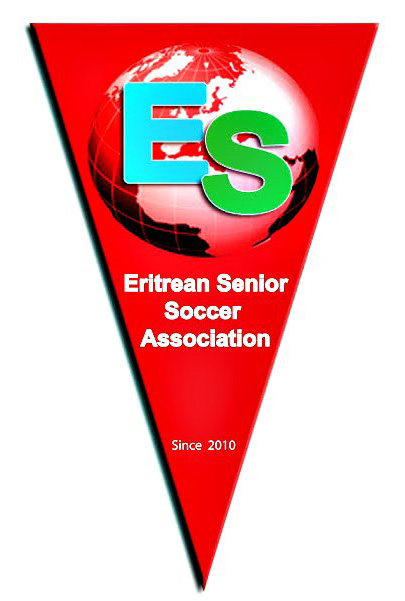 ES
Eritrean Senior
Soccer
Association
Since 2010